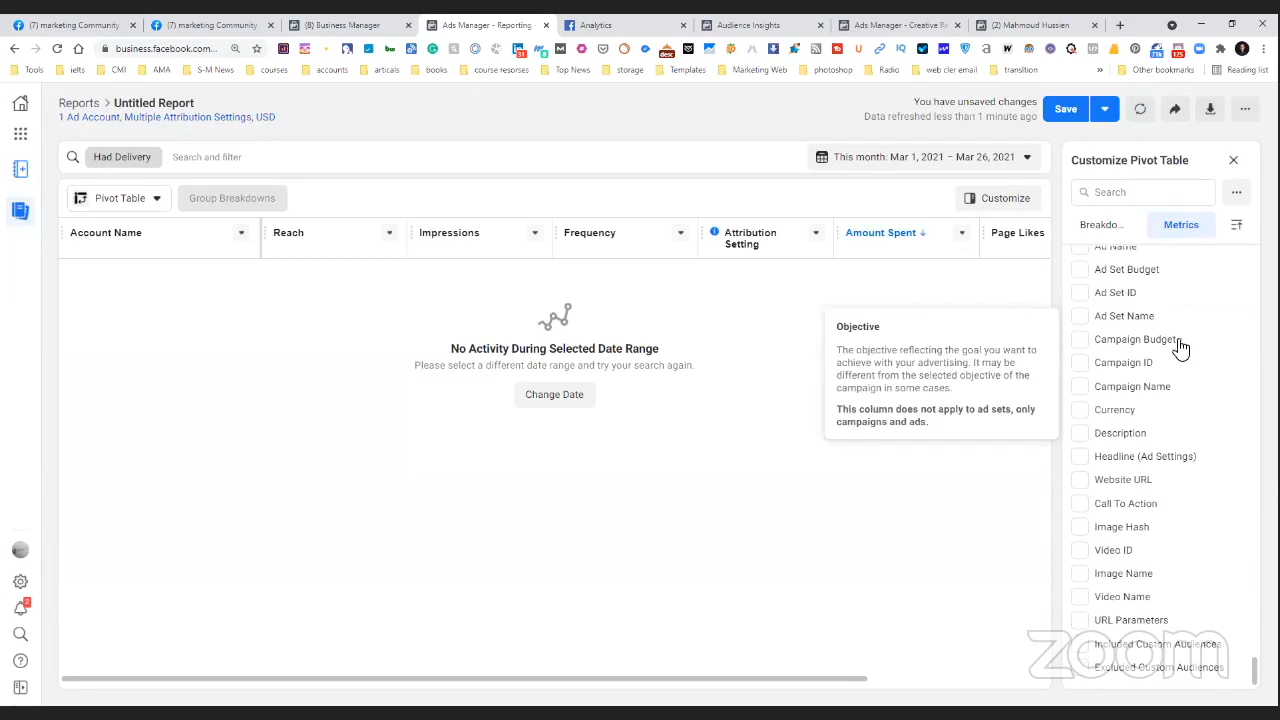 (7) marketing Community
(7) marketing Community
(8) Business Manager
Ads Manager - Reporting
Analytics
Audience Insights
Ads Manager - Creative Re
(2) Mahmoud Hussien
business.facebook.com...
Tools
ielts
CMI
AMA
S-M News
courses
accounts
articals
books
course resorses
Top News
storage
Templates
Marketing Web
photoshop
Radio
web cler email
transltion
Other bookmarks
Reading list
Reports > Untitled Report
1 Ad Account, Multiple Attribution Settings, USD
You have unsaved changes
Data refreshed less than 1 minute ago
Save
Had Delivery
Search and filter
This month: Mar 1, 2021 – Mar 26, 2021
Pivot Table
Group Breakdowns
Customize
Account Name
Reach
Impressions
Frequency
Attribution
Setting
Amount Spent ↓
Page Likes
No Activity During Selected Date Range
Please select a different date range and try your search again.
Change Date
Objective
The objective reflecting the goal you want to
achieve with your advertising. It may be
different from the selected objective of the
campaign in some cases.
This column does not apply to ad sets, only
campaigns and ads.
Customize Pivot Table
Search
Breakdo...
Metrics
Ad Name
Ad Set Budget
Ad Set ID
Ad Set Name
Campaign Budget
Campaign ID
Campaign Name
Currency
Description
Headline (Ad Settings)
Website URL
Call To Action
Image Hash
Video ID
Image Name
Video Name
URL Parameters
Included Custom Audiences
Excluded Custom Audiences
zoom
2